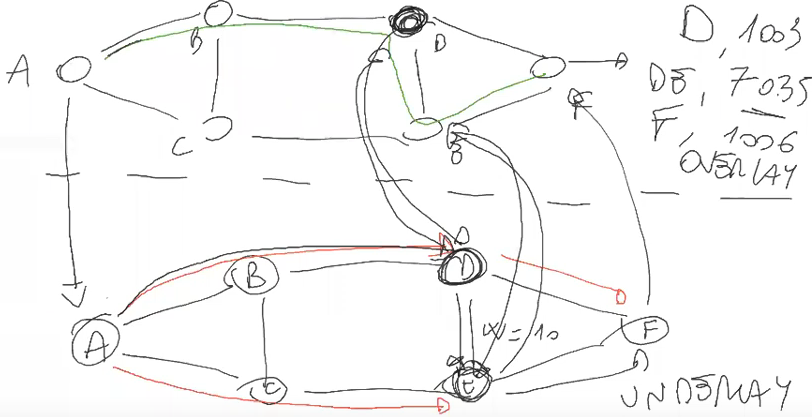 D, 1003
DE, 7035
F, 1006
OVERLAY
A
B
D
C
E
F
D
B
D
A
W=10
F
C
E
UNDERLAY